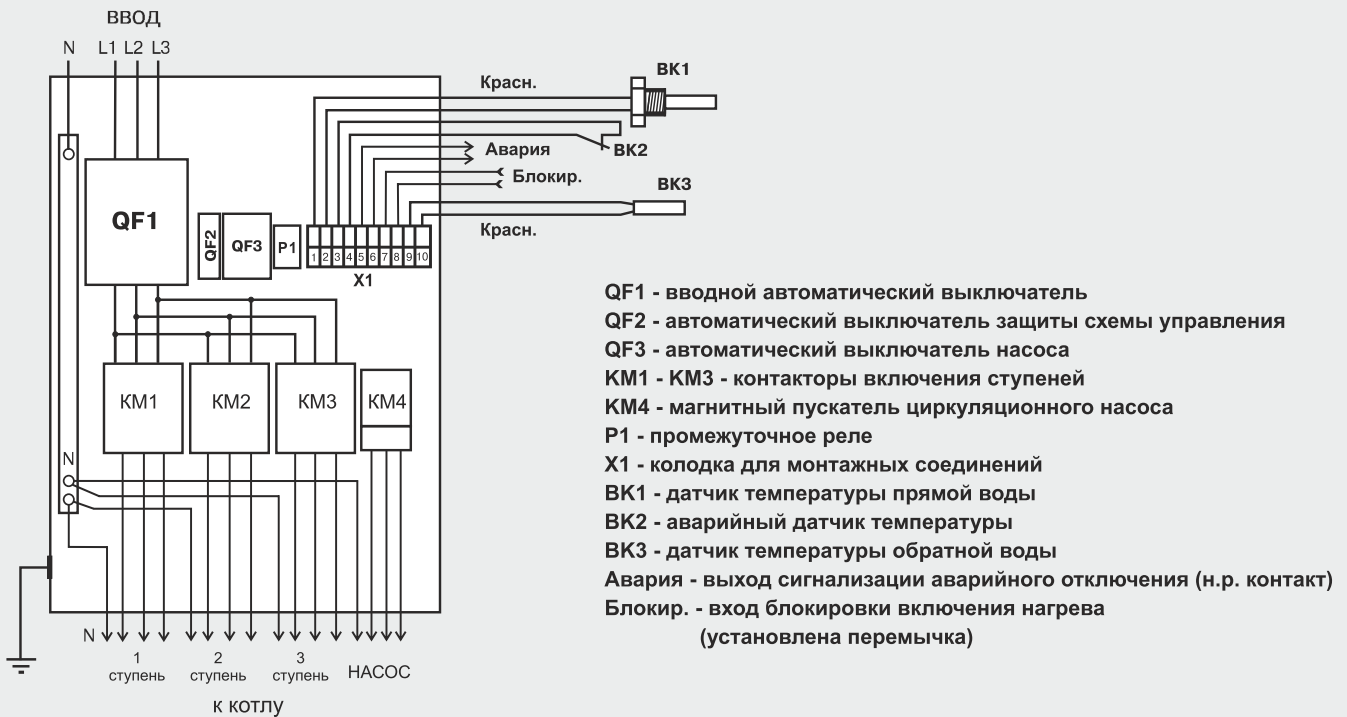 ВВОД
N L1 L2 L3
Красн.
BK1
Авария
BK2
Блокир.
BK3
Красн.
QF1
QF2
QF3
P1
1 2 3 4 5 6 7 8 9 10
X1
KM1
KM2
KM3
KM4
N
N
1 ступень
2 ступень
3 ступень
НАСОС
к котлу
QF1 - вводной автоматический выключатель
QF2 - автоматический выключатель защиты схемы управления
QF3 - автоматический выключатель насоса
KM1 - KM3 - контакторы включения ступеней
KM4 - магнитный пускатель циркуляционного насоса
P1 - промежуточное реле
X1 - колодка для монтажных соединений
BK1 - датчик температуры прямой воды
BK2 - аварийный датчик температуры
BK3 - датчик температуры обратной воды
Авария - выход сигнализации аварийного отключения (н.р. контакт)
Блокир. - вход блокировки включения нагрева
(установлена перемычка)